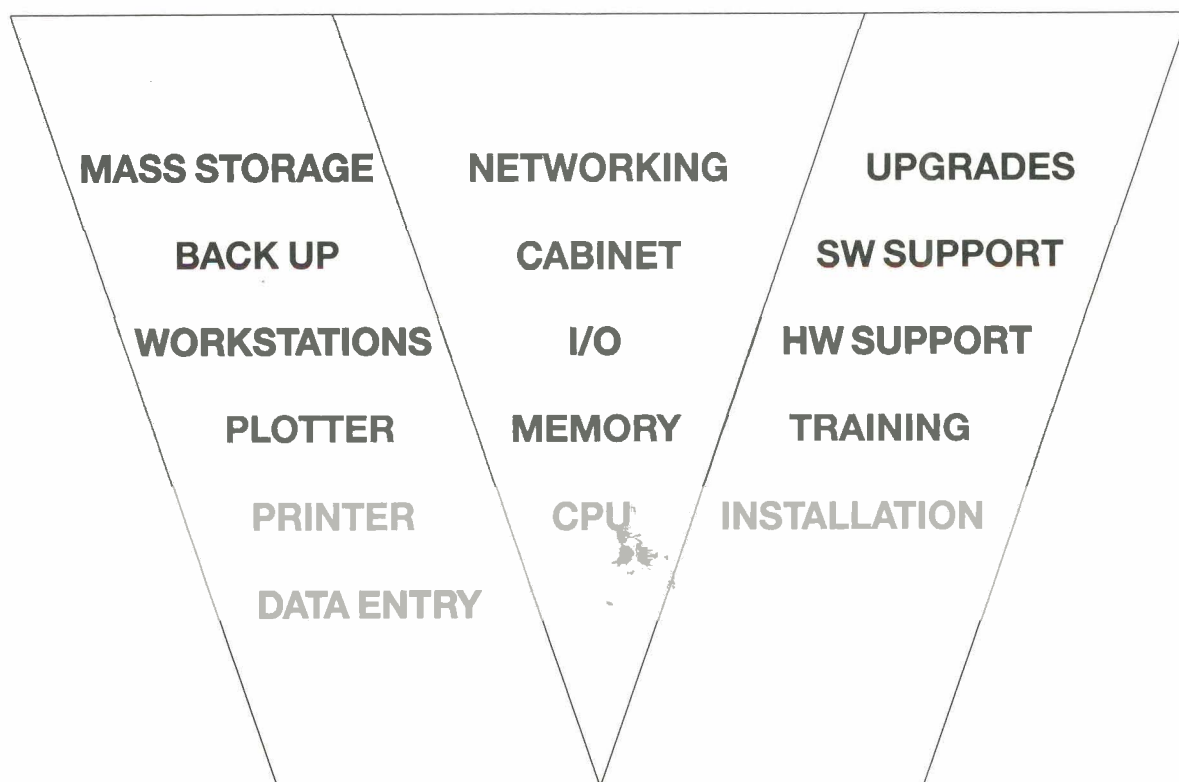 MASS STORAGE
BACK UP
WORKSTATIONS
PLOTTER
PRINTER
DATA ENTRY
NETWORKING
CABINET
I/O
MEMORY
CPU
UPGRADES
SW SUPPORT
HW SUPPORT
TRAINING
INSTALLATION